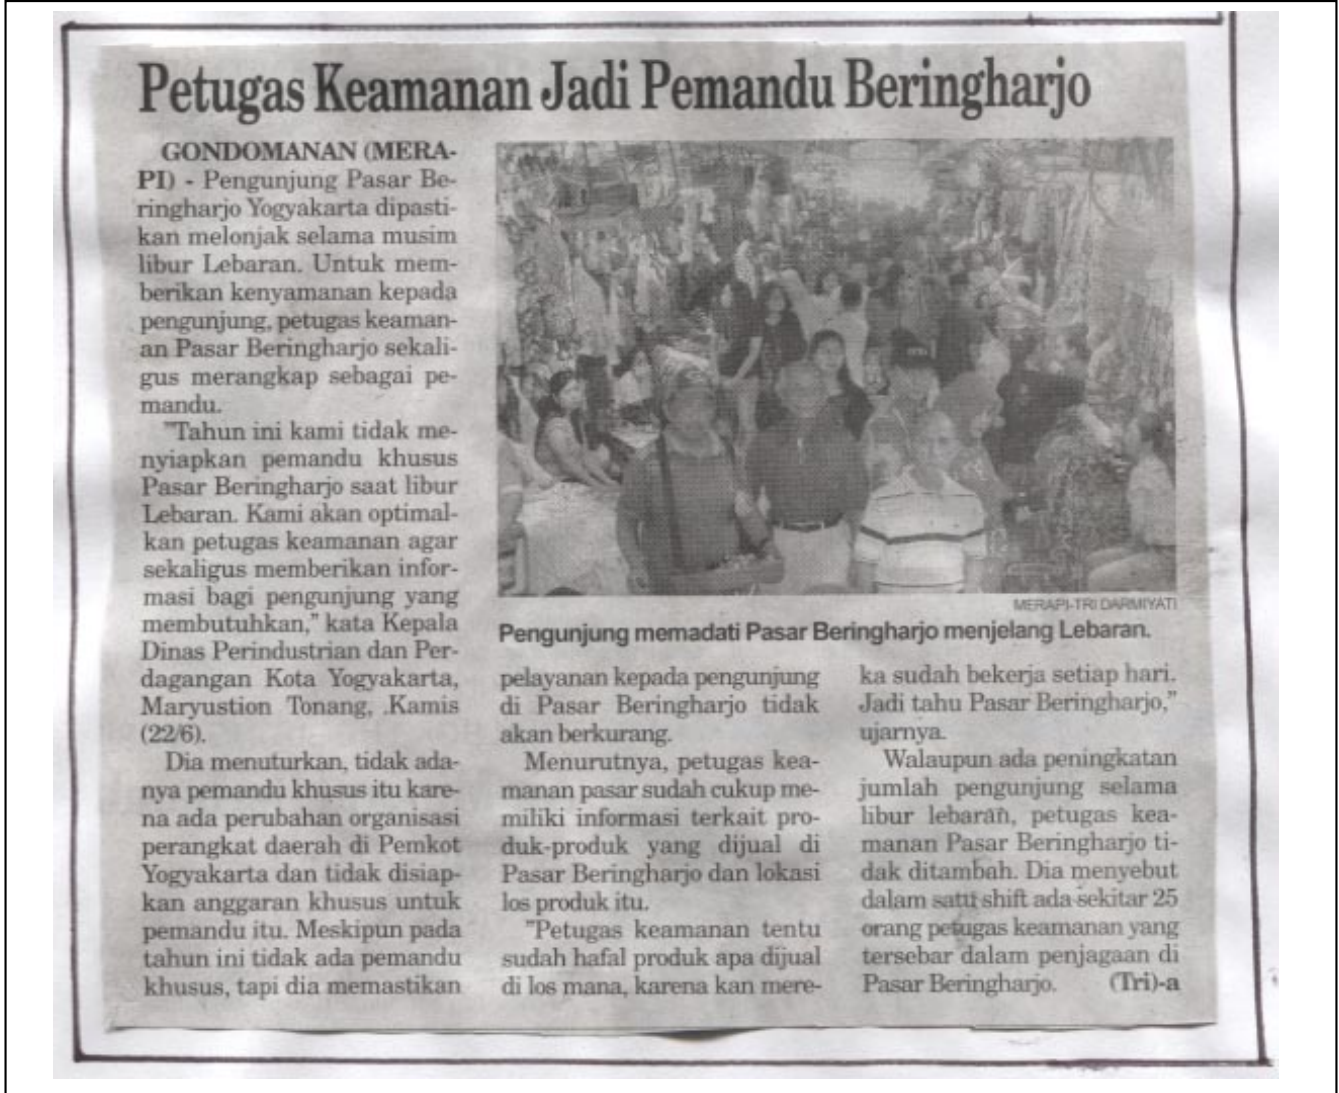 Petugas Keamanan Jadi Pemandu Beringharjo
GONDOMANAN (MERA-
PI) - Pengunjung Pasar Be-
ringharjo Yogyakarta dipasti-
kan melonjak selama musim
libur Lebaran. Untuk mem-
berikan kenyamanan kepada
pengunjung, petugas keaman-
an Pasar Beringharjo sekali-
gus merangkap sebagai pe-
mandu.
"Tahun ini kami tidak me-
nyiapkan pemandu khusus
Pasar Beringharjo saat libur
Lebaran. Kami akan optimal-
kan petugas keamanan agar
sekaligus memberikan infor-
masi bagi pengunjung yang
membutuhkan," kata Kepala
Dinas Perindustrian dan Per-
dagangan Kota Yogyakarta,
Maryustion Tonang, Kamis
(22/6).
Dia menuturkan, tidak ada-
nya pemandu khusus itu kare-
na ada perubahan organisasi
perangkat daerah di Pemkot
Yogyakarta dan tidak disiap-
kan anggaran khusus untuk
pemandu itu. Meskipun pada
tahun ini tidak ada pemandu
khusus, tapi dia memastikan
MERAPI-TRI DARMIYATI
Pengunjung memadati Pasar Beringharjo menjelang Lebaran.
pelayanan kepada pengunjung
di Pasar Beringharjo tidak
akan berkurang.
Menurutnya, petugas kea-
manan pasar sudah cukup me-
miliki informasi terkait pro-
duk-produk yang dijual di
Pasar Beringharjo dan lokasi
los produk itu.
"Petugas keamanan tentu
sudah hafal produk apa dijual
di los mana, karena kan mere-
ka sudah bekerja setiap hari.
Jadi tahu Pasar Beringharjo,"
ujarnya.
Walaupun ada peningkatan
jumlah pengunjung selama
libur lebaran, petugas kea-
manan Pasar Beringharjo ti-
dak ditambah. Dia menyebut
dalam satu shift ada sekitar 25
orang petugas keamanan yang
tersebar dalam penjagaan di
Pasar Beringharjo. (Tri)-a